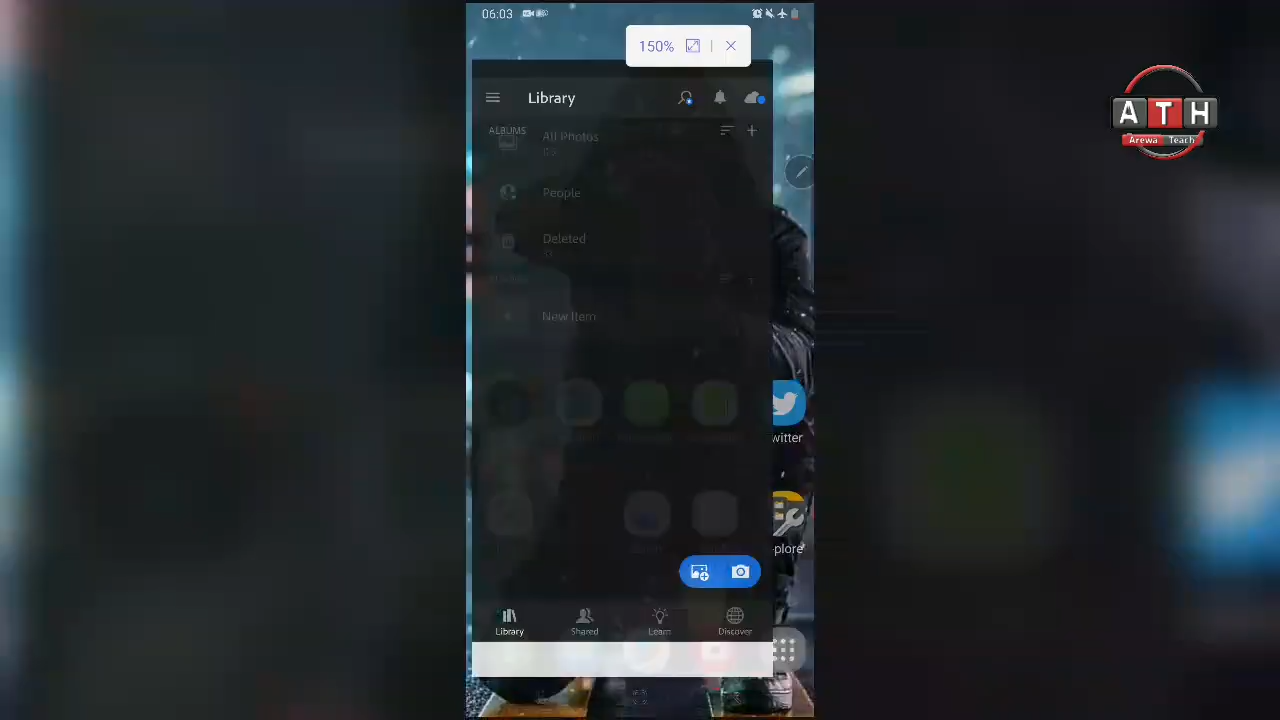 06:03
150%
Library
A T H
Arewa Teach
ALBUMS
All Photos
People
Deleted
New Item
witter
plore
Library
Shared
Learn
Discover